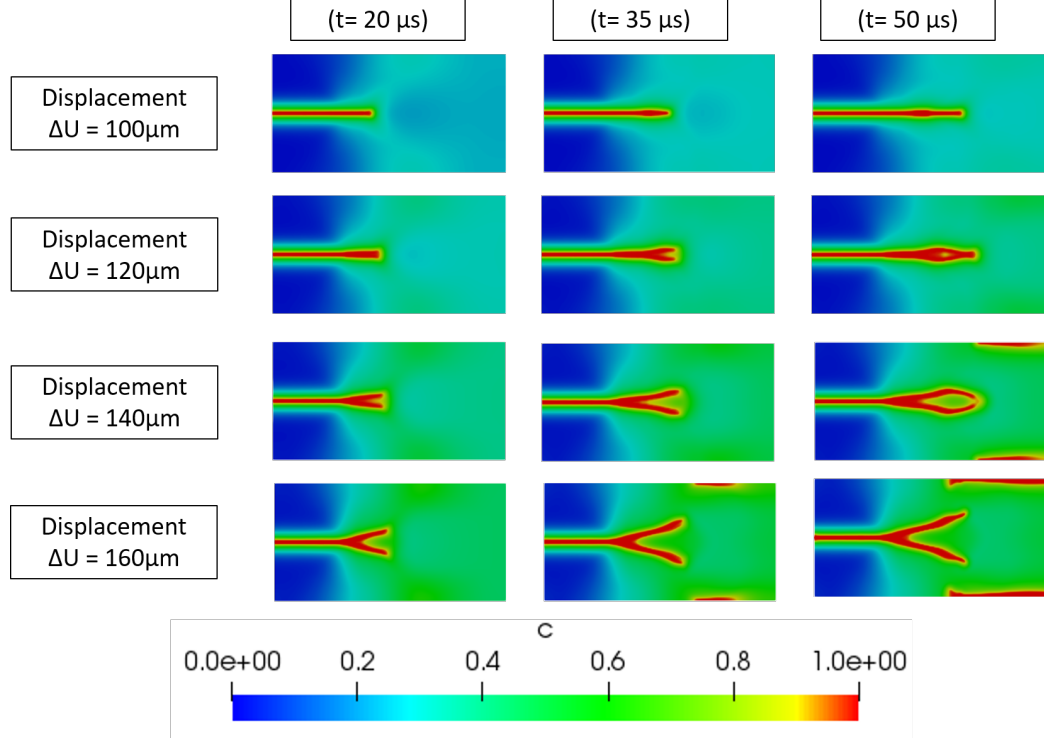 (t= 20 µs)
(t= 35 µs)
(t= 50 µs)
Displacement
ΔU = 100µm
Displacement
ΔU = 120µm
Displacement
ΔU = 140µm
Displacement
ΔU = 160µm
C
0.0e+00 0.2 0.4 0.6 0.8 1.0e+00